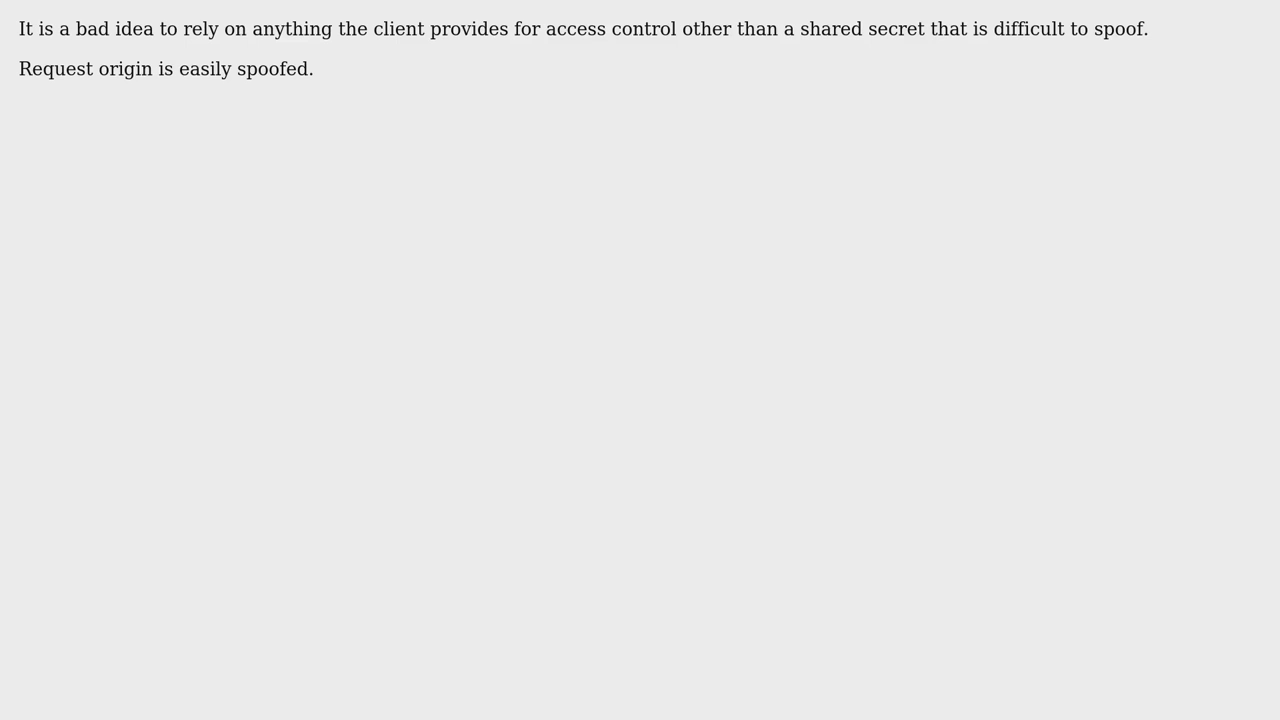 It is a bad idea to rely on anything the client provides for access control other than a shared secret that is difficult to spoof.
Request origin is easily spoofed.